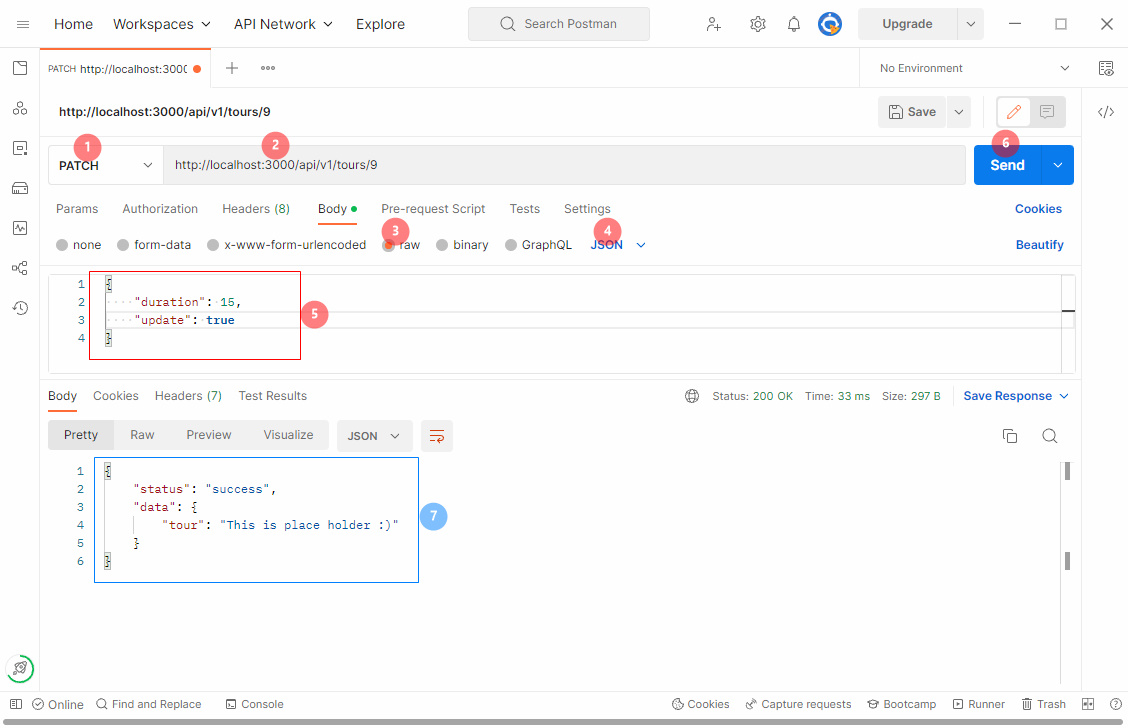 Home Workspaces API Network Explore Search Postman Upgrade
PATCH http://localhost:3000 No Environment
http://localhost:3000/api/v1/tours/9 Save
1 2 6
PATCH http://localhost:3000/api/v1/tours/9 Send
Params Authorization Headers (8) Body Pre-request Script Tests Settings Cookies
3 4
none form-data x-www-form-urlencoded raw binary GraphQL JSON Beautify
1 {
2 "duration": 15,
5
3 "update": true
4 }
Body Cookies Headers (7) Test Results Status: 200 OK Time: 33 ms Size: 297 B Save Response
Pretty Raw Preview Visualize JSON
1 {
2 "status": "success",
3 "data": {
7
4 "tour": "This is place holder :)"
5 }
6 }
Online Find and Replace Console Cookies Capture requests Bootcamp Runner Trash